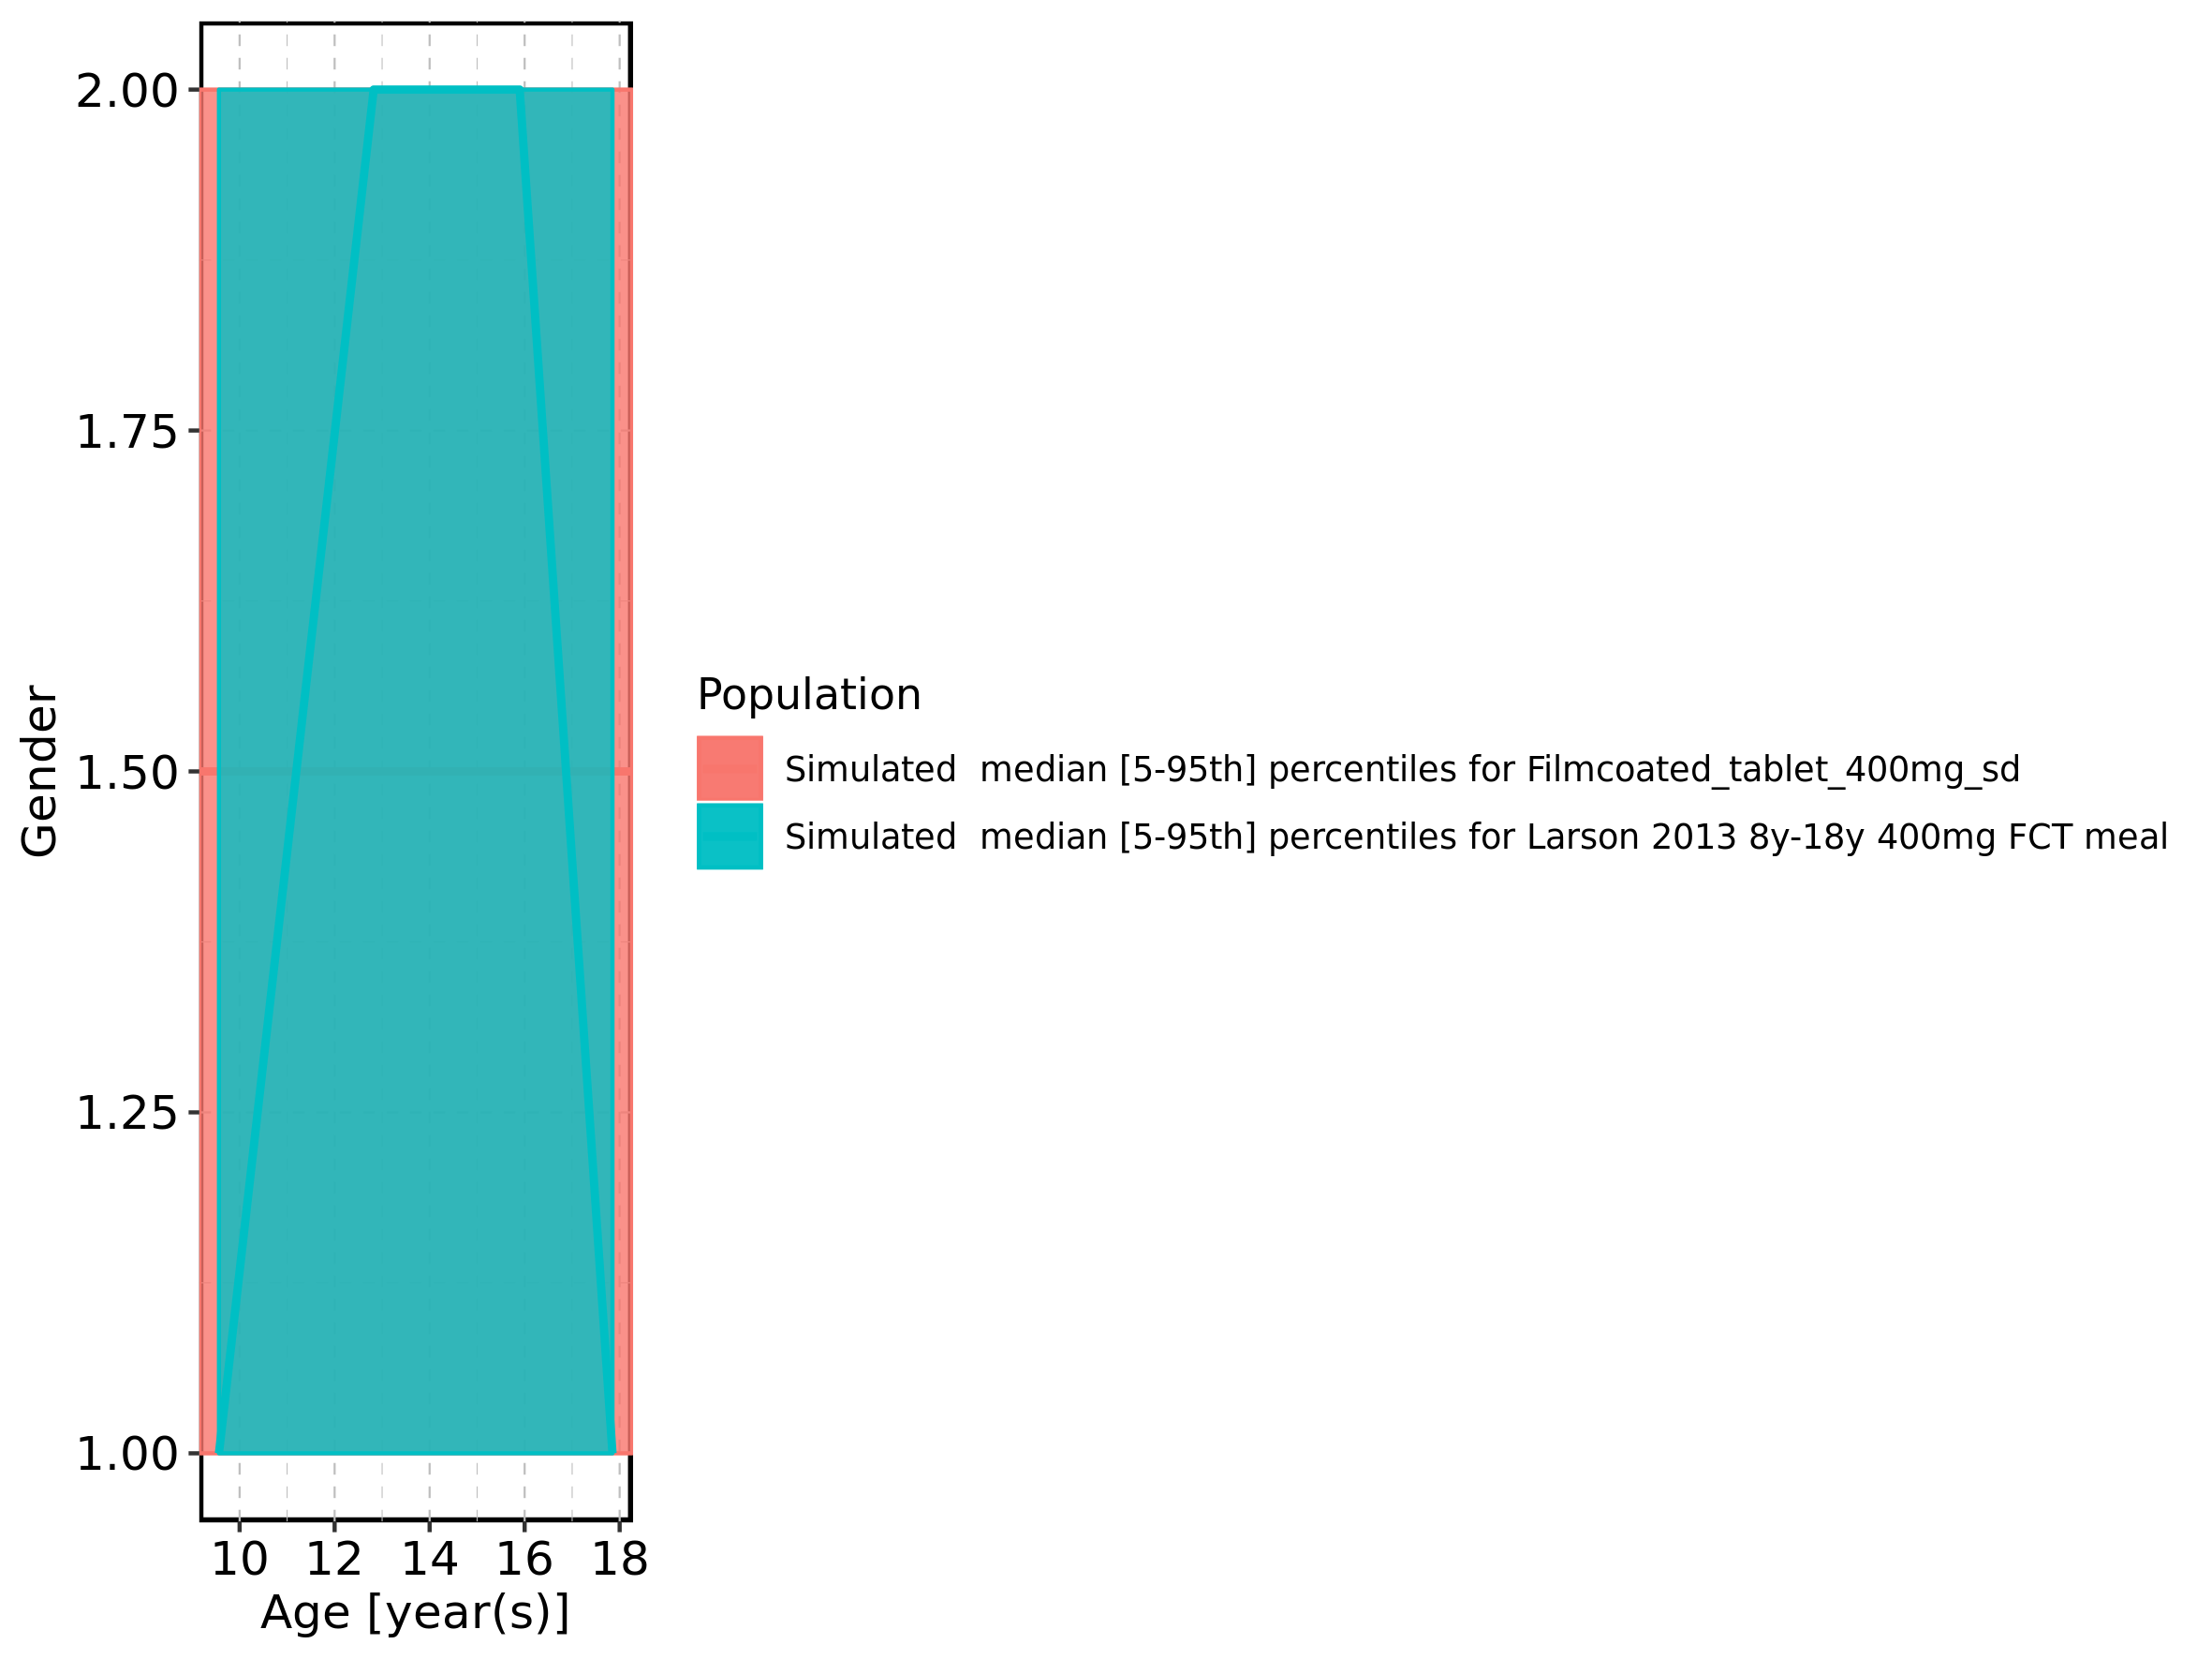 2.00
1.75
1.50
1.25
1.00
Gender
10 12 14 16 18
Age [year(s)]
Population
Simulated  median [5-95th] percentiles for Filmcoated_tablet_400mg_sd
Simulated  median [5-95th] percentiles for Larson 2013 8y-18y 400mg FCT meal